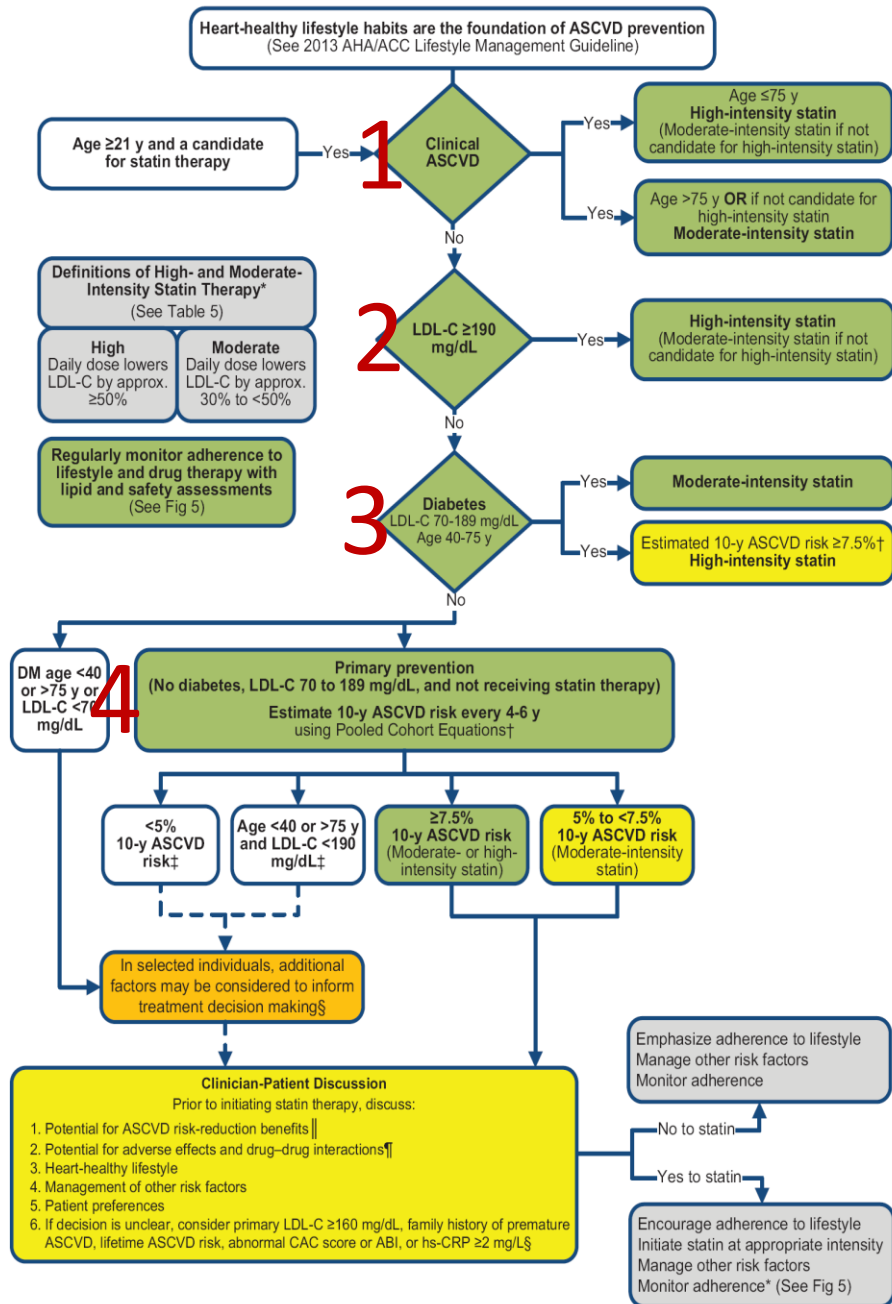 Heart-healthy lifestyle habits are the foundation of ASCVD prevention
(See 2013 AHA/ACC Lifestyle Management Guideline)
Age ≥21 y and a candidate
for statin therapy
Yes
1
Clinical
ASCVD
Yes
Age ≤75 y
High-intensity statin
(Moderate-intensity statin if not
candidate for high-intensity statin)
Yes
Age >75 y OR if not candidate for
high-intensity statin
Moderate-intensity statin
No
Definitions of High- and Moderate-
Intensity Statin Therapy*
(See Table 5)
High
Daily dose lowers
LDL-C by approx.
≥50%
Moderate
Daily dose lowers
LDL-C by approx.
30% to <50%
2
LDL-C ≥190
mg/dL
Yes
High-intensity statin
(Moderate-intensity statin if not
candidate for high-intensity statin)
No
Regularly monitor adherence to
lifestyle and drug therapy with
lipid and safety assessments
(See Fig 5)
3
Diabetes
LDL-C 70-189 mg/dL
Age 40-75 y
Yes
Moderate-intensity statin
Yes
Estimated 10-y ASCVD risk ≥7.5%†
High-intensity statin
No
DM age <40
or >75 y or
LDL-C <70
mg/dL
4
Primary prevention
(No diabetes, LDL-C 70 to 189 mg/dL, and not receiving statin therapy)
Estimate 10-y ASCVD risk every 4-6 y
using Pooled Cohort Equations†
<5%
10-y ASCVD
risk‡
Age <40 or >75 y
and LDL-C <190
mg/dL‡
≥7.5%
10-y ASCVD risk
(Moderate- or high-
intensity statin)
5% to <7.5%
10-y ASCVD risk
(Moderate-intensity
statin)
In selected individuals, additional
factors may be considered to inform
treatment decision making§
Clinician-Patient Discussion
Prior to initiating statin therapy, discuss:
1. Potential for ASCVD risk-reduction benefits‖
2. Potential for adverse effects and drug–drug interactions¶
3. Heart-healthy lifestyle
4. Management of other risk factors
5. Patient preferences
6. If decision is unclear, consider primary LDL-C ≥160 mg/dL, family history of premature
ASCVD, lifetime ASCVD risk, abnormal CAC score or ABI, or hs-CRP ≥2 mg/L§
No to statin
Emphasize adherence to lifestyle
Manage other risk factors
Monitor adherence
Yes to statin
Encourage adherence to lifestyle
Initiate statin at appropriate intensity
Manage other risk factors
Monitor adherence* (See Fig 5)